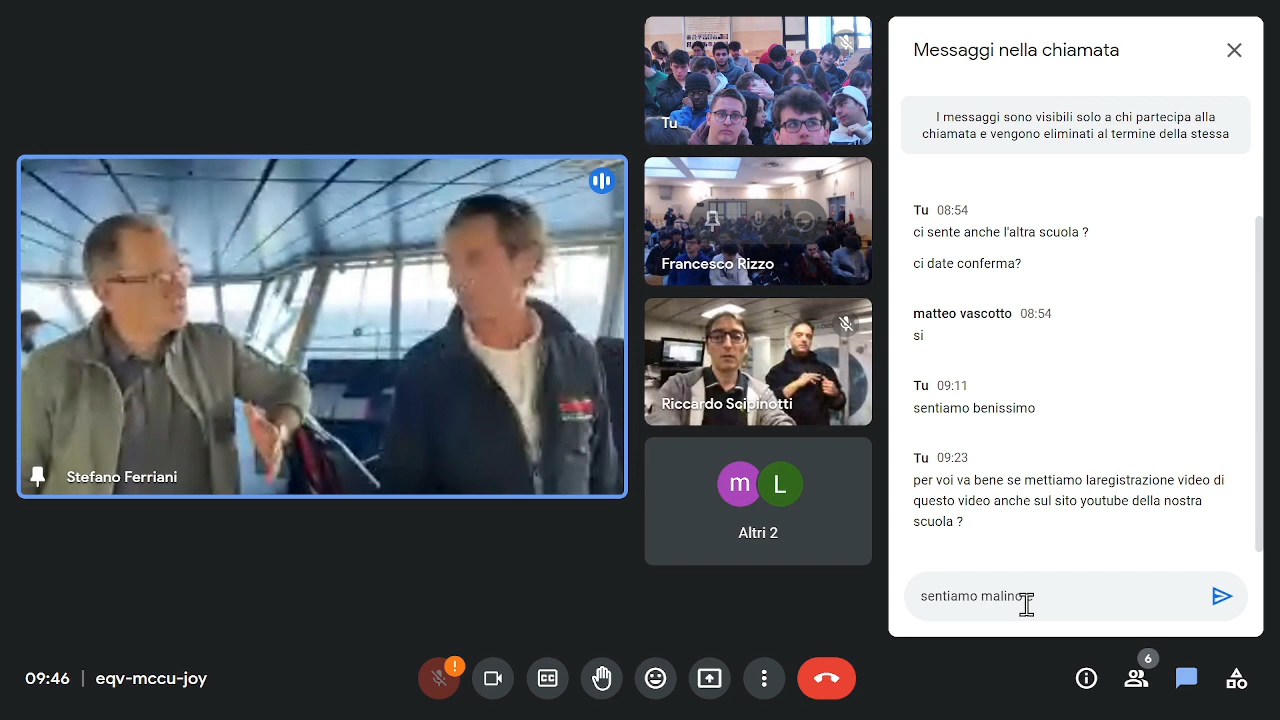 Tu
Francesco Rizzo
Riccardo Scipinotti
m
L
Altri 2
Stefano Ferriani
Messaggi nella chiamata
I messaggi sono visibili solo a chi partecipa alla
chiamata e vengono eliminati al termine della stessa
Tu 08:54
ci sente anche l'altra scuola ?
ci date conferma?
matteo vascotto 08:54
si
Tu 09:11
sentiamo benissimo
Tu 09:23
per voi va bene se mettiamo laregistrazione video di
questo video anche sul sito youtube della nostra
scuola ?
sentiamo malino
09:46 | eqv-mccu-joy
!
CC
6